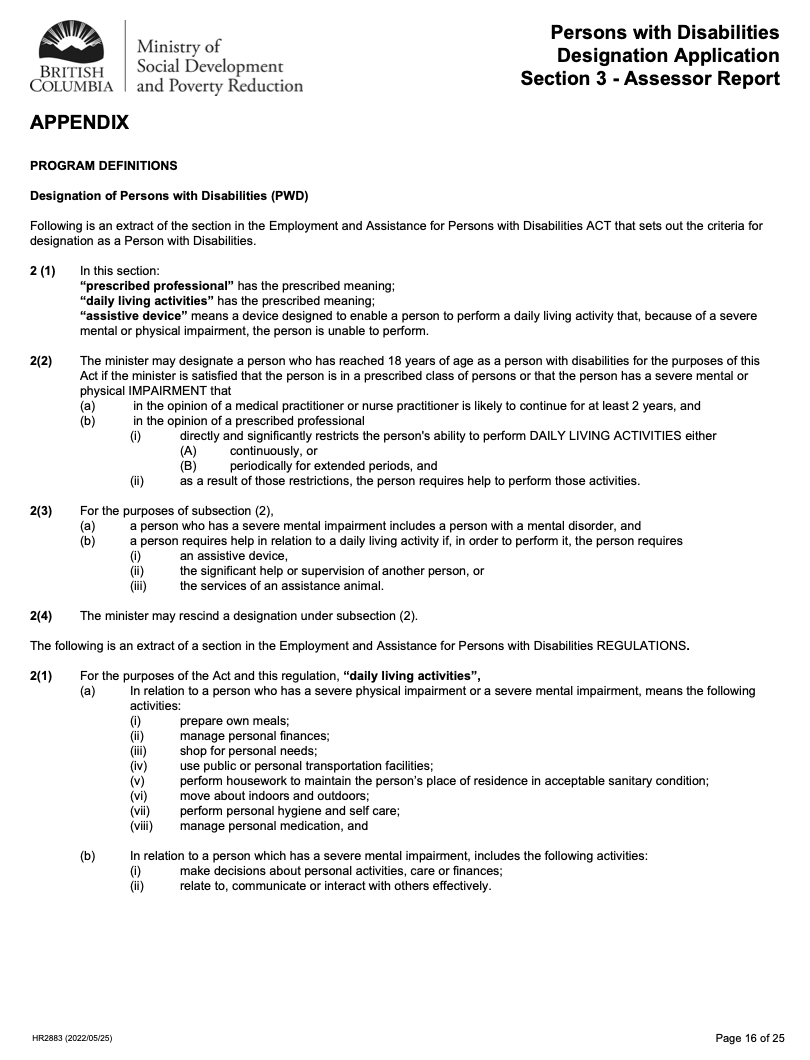 BRITISH
COLUMBIA
Ministry of
Social Development
and Poverty Reduction
Persons with Disabilities
Designation Application
Section 3 - Assessor Report
APPENDIX
PROGRAM DEFINITIONS
Designation of Persons with Disabilities (PWD)
Following is an extract of the section in the Employment and Assistance for Persons with Disabilities ACT that sets out the criteria for
designation as a Person with Disabilities.
2 (1) In this section:
“prescribed professional” has the prescribed meaning;
“daily living activities” has the prescribed meaning;
“assistive device” means a device designed to enable a person to perform a daily living activity that, because of a severe
mental or physical impairment, the person is unable to perform.
2(2) The minister may designate a person who has reached 18 years of age as a person with disabilities for the purposes of this
Act if the minister is satisfied that the person is in a prescribed class of persons or that the person has a severe mental or
physical IMPAIRMENT that
(a) in the opinion of a medical practitioner or nurse practitioner is likely to continue for at least 2 years, and
(b) in the opinion of a prescribed professional
(i) directly and significantly restricts the person's ability to perform DAILY LIVING ACTIVITIES either
(A) continuously, or
(B) periodically for extended periods, and
(ii) as a result of those restrictions, the person requires help to perform those activities.
2(3) For the purposes of subsection (2),
(a) a person who has a severe mental impairment includes a person with a mental disorder, and
(b) a person requires help in relation to a daily living activity if, in order to perform it, the person requires
(i) an assistive device,
(ii) the significant help or supervision of another person, or
(iii) the services of an assistance animal.
2(4) The minister may rescind a designation under subsection (2).
The following is an extract of a section in the Employment and Assistance for Persons with Disabilities REGULATIONS.
2(1) For the purposes of the Act and this regulation, “daily living activities”,
(a) In relation to a person who has a severe physical impairment or a severe mental impairment, means the following
activities:
(i) prepare own meals;
(ii) manage personal finances;
(iii) shop for personal needs;
(iv) use public or personal transportation facilities;
(v) perform housework to maintain the person’s place of residence in acceptable sanitary condition;
(vi) move about indoors and outdoors;
(vii) perform personal hygiene and self care;
(viii) manage personal medication, and
(b) In relation to a person which has a severe mental impairment, includes the following activities:
(i) make decisions about personal activities, care or finances;
(ii) relate to, communicate or interact with others effectively.
HR2883 (2022/05/25)
Page 16 of 25